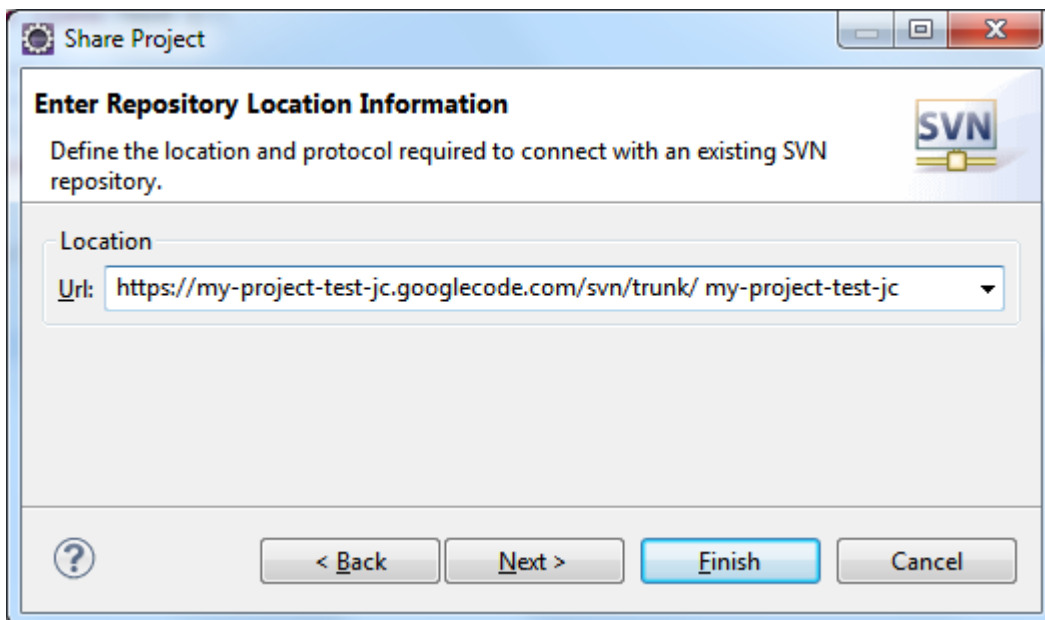 Share Project
Enter Repository Location Information
Define the location and protocol required to connect with an existing SVN
repository.
SVN
Location
Url: https://my-project-test-jc.googlecode.com/svn/trunk/ my-project-test-jc
?
< Back Next > Finish Cancel